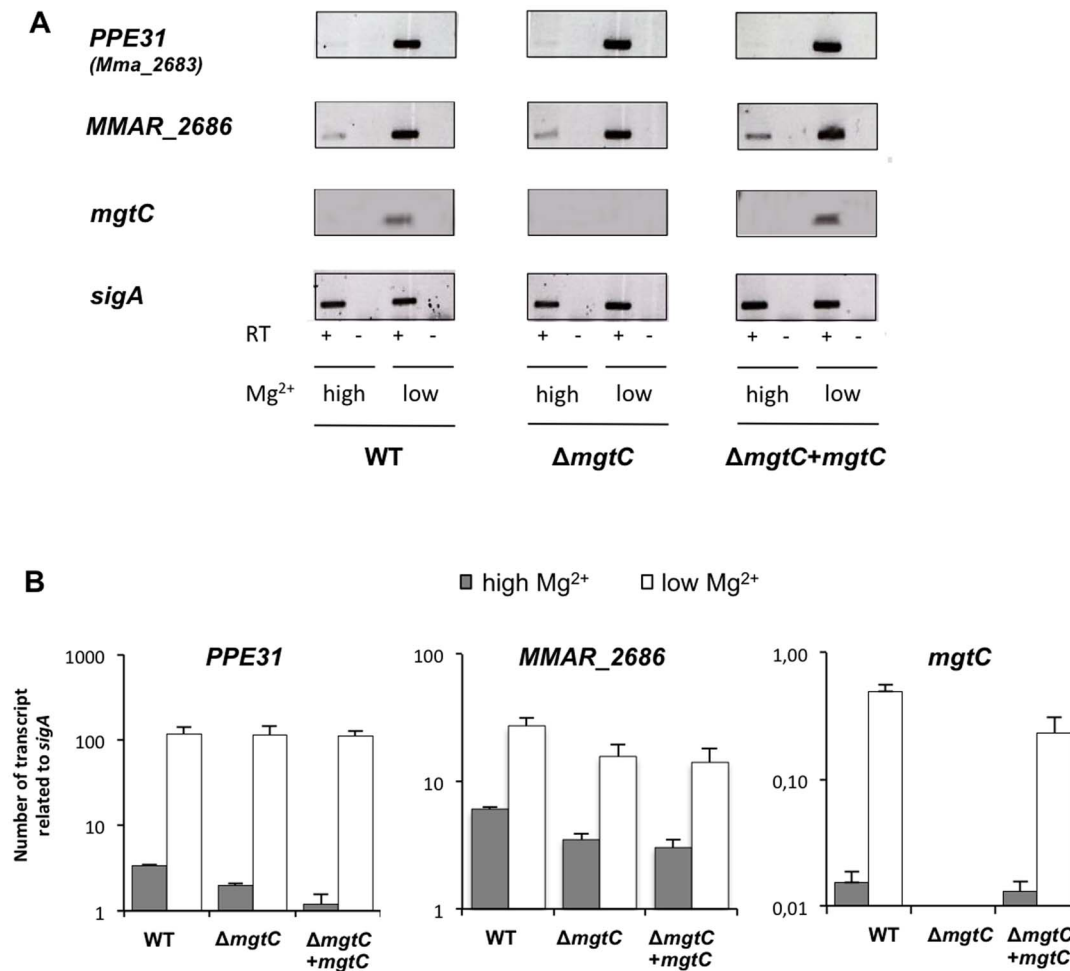 A
PPE31
(Mma_2683)
MMAR_2686
mgtC
sigA
RT + - + - + - + - + - + -
Mg2+ high low high low high low
WT ΔmgtC ΔmgtC+mgtC
B
high Mg2+ low Mg2+
PPE31 MMAR_2686 mgtC
Number of transcript
related to sigA
1000
100
10
1
WT ΔmgtC ΔmgtC
+mgtC
100
10
1
WT ΔmgtC ΔmgtC
+mgtC
1,00
0,10
0,01
WT ΔmgtC ΔmgtC
+mgtC